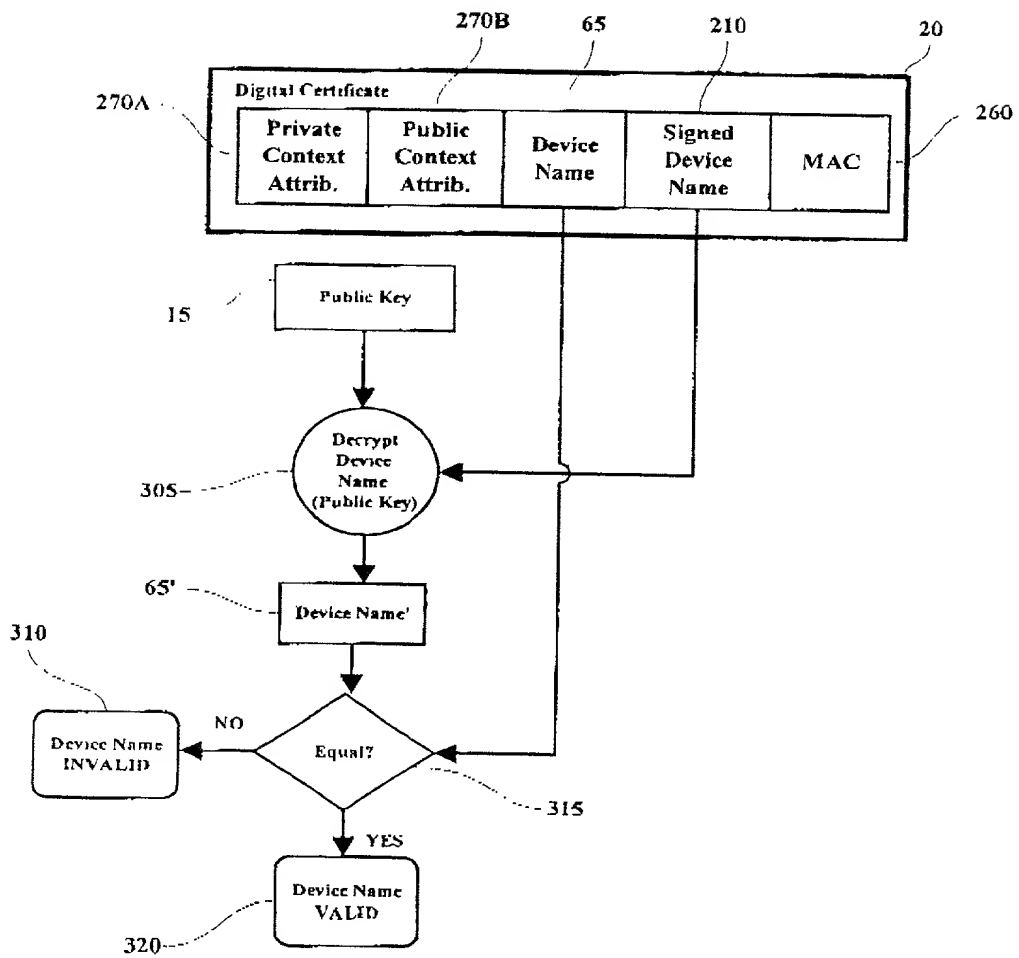 270B
65
210
20
270A
Digital Certificate
260
Private
Context
Attrib.
Public
Context
Attrib.
Device
Name
Signed
Device
Name
MAC
15
Public Key
Decrypt
Device
Name
(Public Key)
305
65'
Device Name'
310
NO
Device Name
INVALID
Equal?
315
YES
Device Name
VALID
320